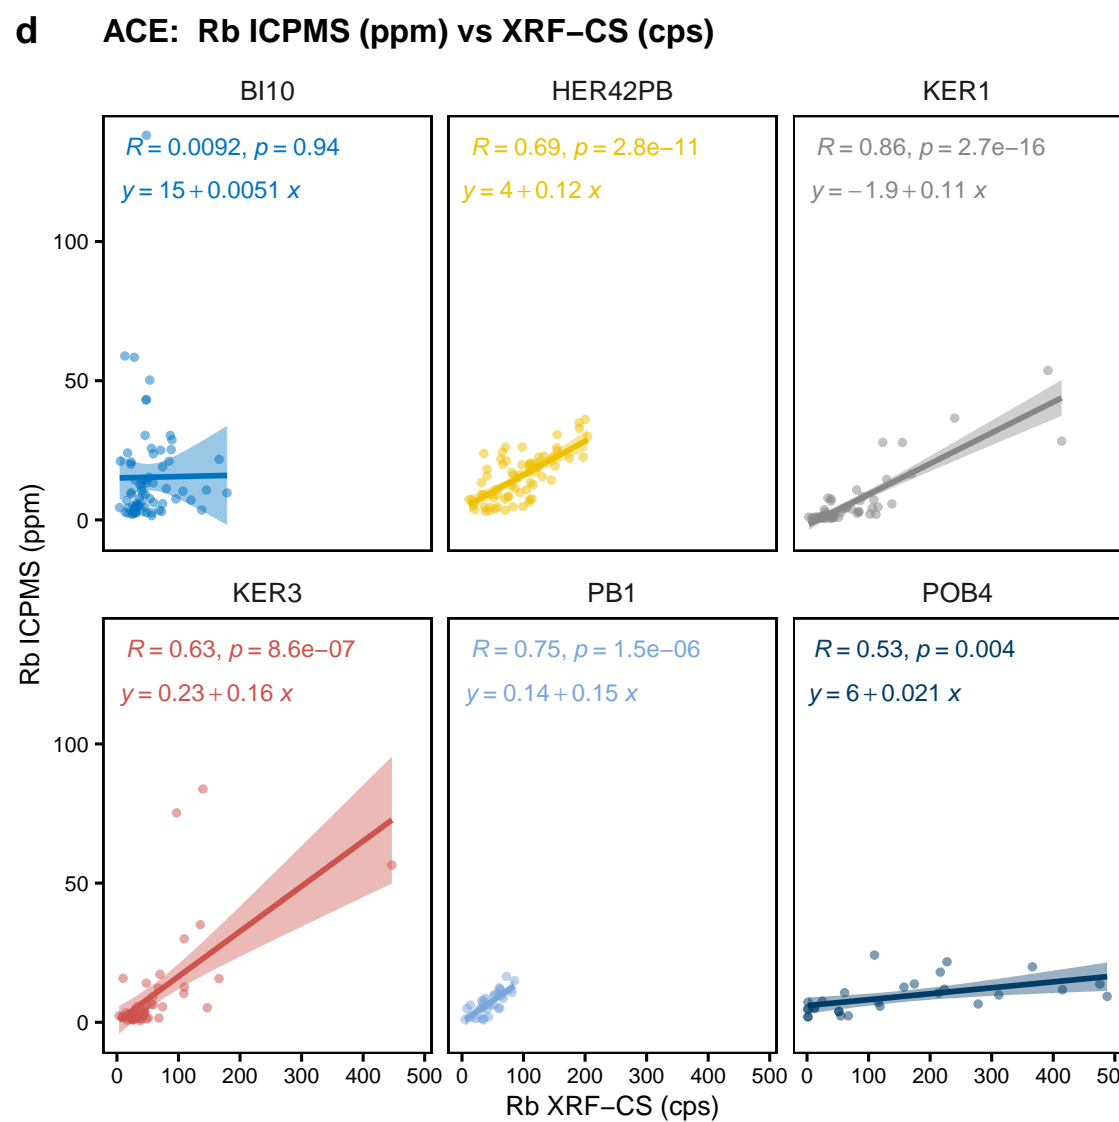 d ACE: Rb ICPMS (ppm) vs XRF−CS (cps)
BI10 HER42PB KER1
R = 0.0092, p = 0.94 R = 0.69, p = 2.8e−11 R = 0.86, p = 2.7e−16
y = 15 + 0.0051 x y = 4 + 0.12 x y = −1.9 + 0.11 x
100
50
0
Rb ICPMS (ppm)
KER3 PB1 POB4
R = 0.63, p = 8.6e−07 R = 0.75, p = 1.5e−06 R = 0.53, p = 0.004
y = 0.23 + 0.16 x y = 0.14 + 0.15 x y = 6 + 0.021 x
100
50
0
0 100 200 300 400 500 0 100 200 300 400 500 0 100 200 300 400
Rb XRF−CS (cps)